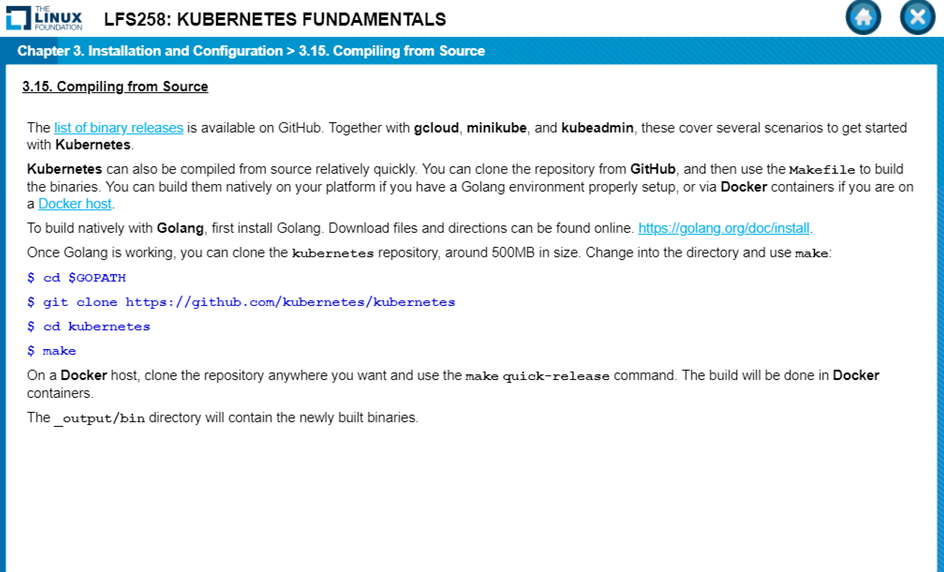 THE
LINUX
FOUNDATION
LFS258: KUBERNETES FUNDAMENTALS
Chapter 3. Installation and Configuration > 3.15. Compiling from Source
3.15. Compiling from Source
The list of binary releases is available on GitHub. Together with gcloud, minikube, and kubeadmin, these cover several scenarios to get started
with Kubernetes.
Kubernetes can also be compiled from source relatively quickly. You can clone the repository from GitHub, and then use the Makefile to build
the binaries. You can build them natively on your platform if you have a Golang environment properly setup, or via Docker containers if you are on
a Docker host.
To build natively with Golang, first install Golang. Download files and directions can be found online. https://golang.org/doc/install.
Once Golang is working, you can clone the kubernetes repository, around 500MB in size. Change into the directory and use make:
$ cd $GOPATH
$ git clone https://github.com/kubernetes/kubernetes
$ cd kubernetes
$ make
On a Docker host, clone the repository anywhere you want and use the make quick-release command. The build will be done in Docker
containers.
The _output/bin directory will contain the newly built binaries.